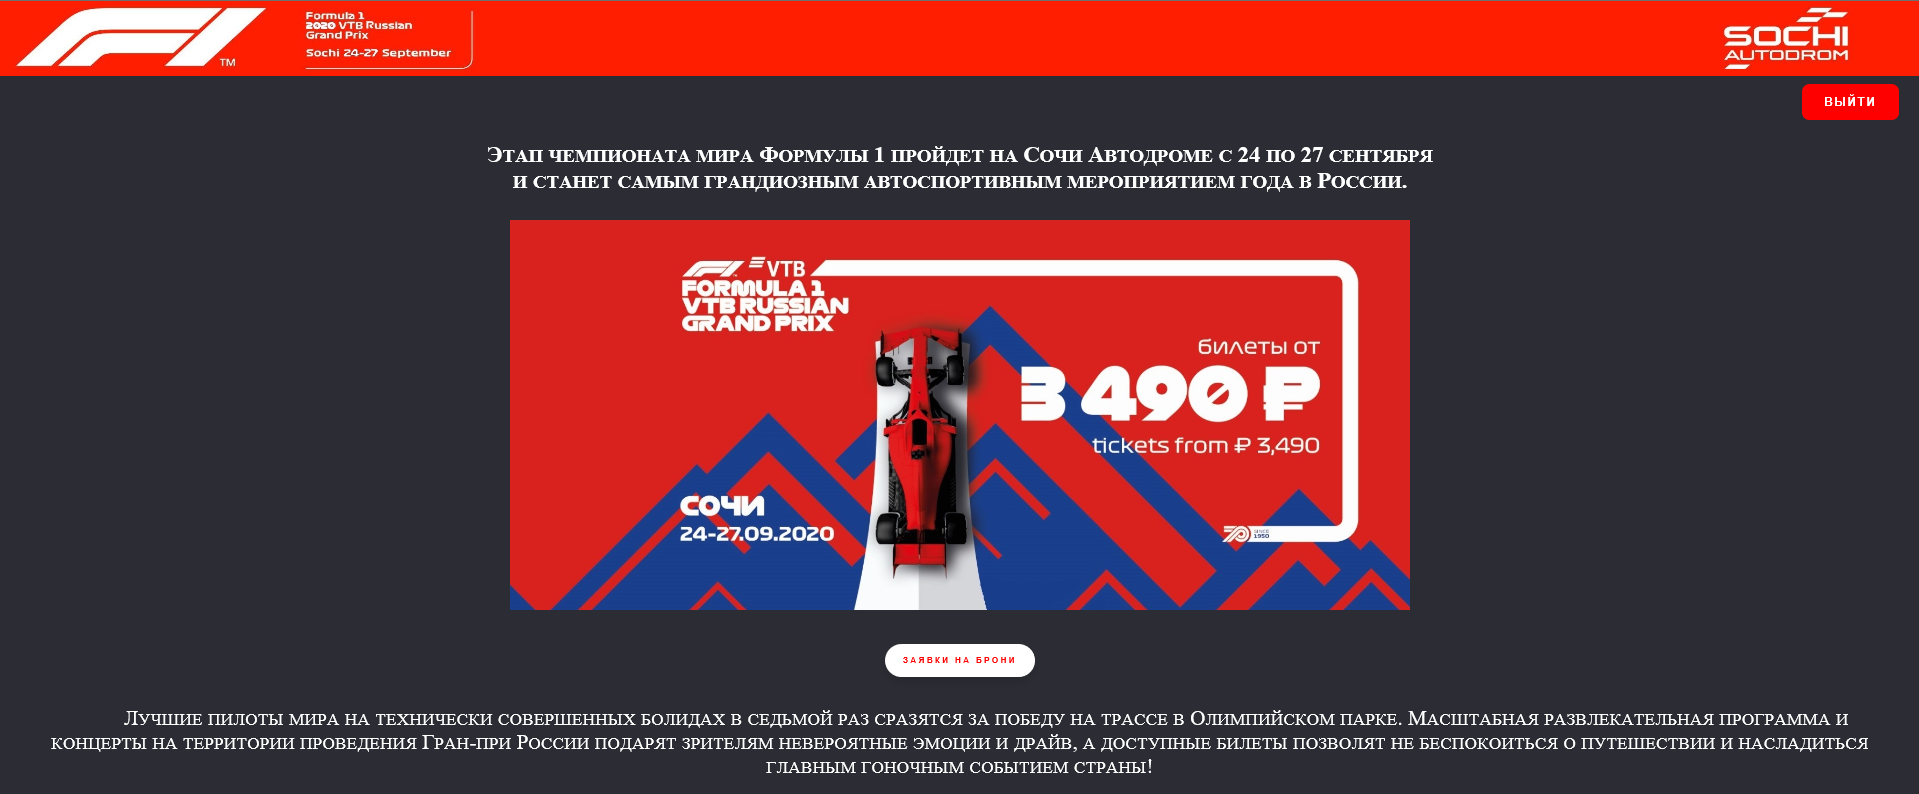 Formula 1
2020 VTB Russian
Grand Prix
Sochi 24-27 September
TM
SOCHI
AUTODROM
ВЫЙТИ
Этап чемпионата мира Формулы 1 пройдет на Сочи Автодроме с 24 по 27 сентября
и станет самым грандиозным автоспортивным мероприятием года в России.
VTB
FORMULA 1
VTB RUSSIAN
GRAND PRIX
билеты от
3 490 ₽
tickets from ₽ 3,490
СОЧИ
24-27.09.2020
70
SINCE
1950
ЗАЯВКИ НА БРОНИ
Лучшие пилоты мира на технически совершенных болидах в седьмой раз сразятся за победу на трассе в Олимпийском парке. Масштабная развлекательная программа и
концерты на территории проведения Гран-при России подарят зрителям невероятные эмоции и драйв, а доступные билеты позволят не беспокоиться о путешествии и насладиться
главным гоночным событием страны!